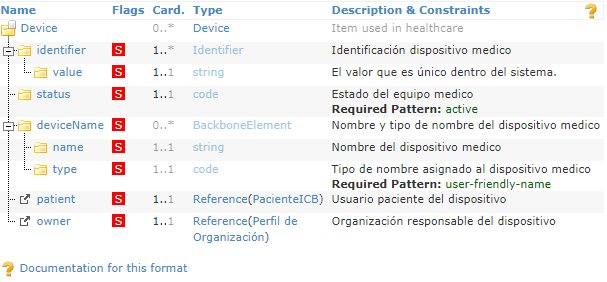 Name Flags Card. Type Description & Constraints ?
Device 0..* Device Item used in healthcare
identifier S 1..* Identifier Identificación dispositivo medico
value S 1..1 string El valor que es único dentro del sistema.
status S 1..1 code Estado del equipo medico
Required Pattern: active
deviceName S 0..* BackboneElement Nombre y tipo de nombre del dispositivo medico
name S 1..1 string Nombre del dispositivo medico
type S 1..1 code Tipo de nombre asignado al dispositivo medico
Required Pattern: user-friendly-name
patient S 1..1 Reference(PacienteICB) Usuario paciente del dispositivo
owner S 1..1 Reference(Perfil de Organización responsable del dispositivo
Organización)
? Documentation for this format